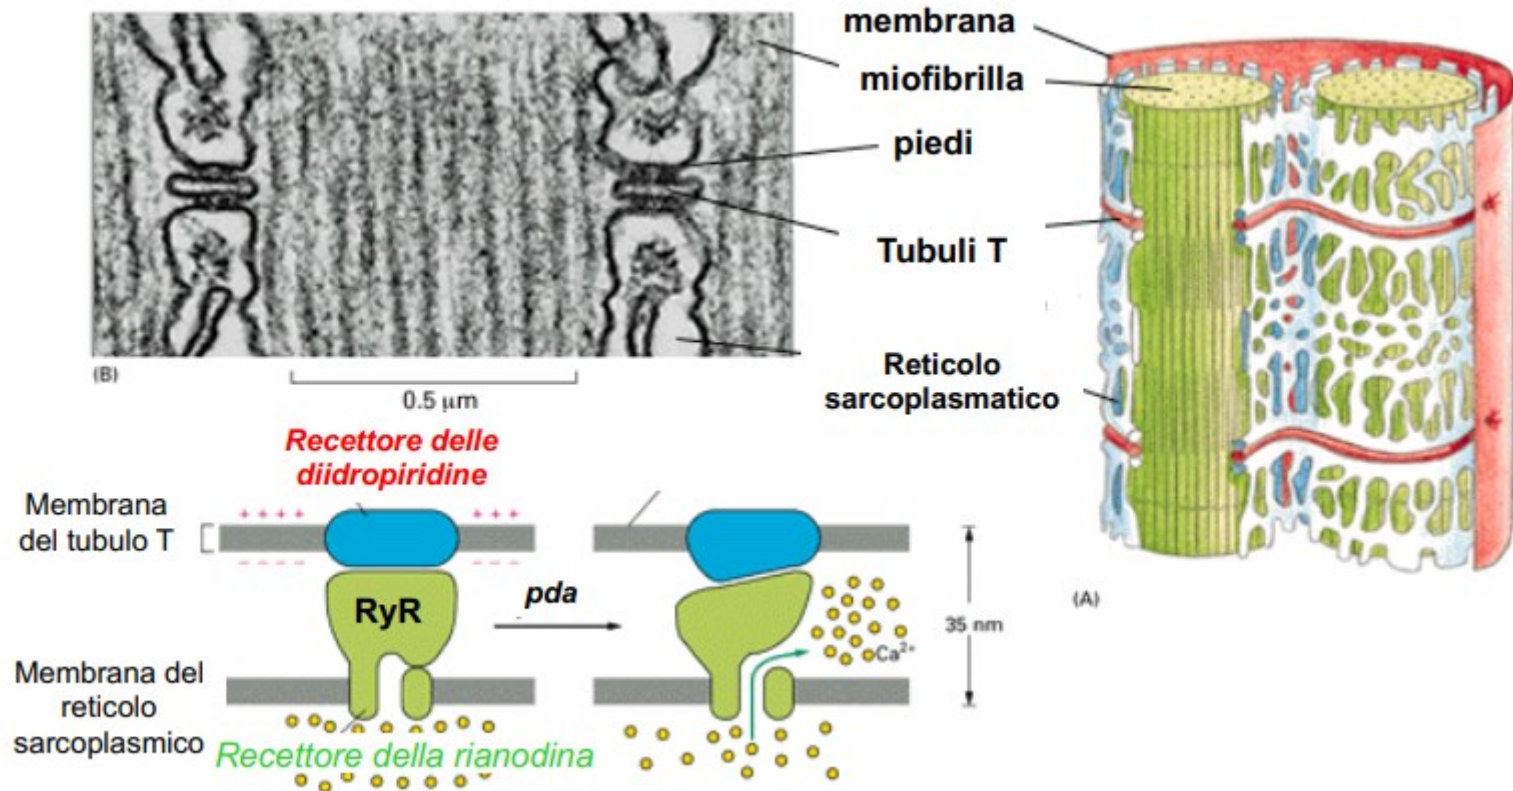 membrana
miofibrilla
piedi
Tubuli T
Reticolo
sarcoplasmatico
(B)
0.5 μm
(A)
Recettore delle
diidropiridine
Membrana
del tubulo T
+ + + +
+ + + +
− − − −
− − − −
RyR
pda
Ca2+
35 nm
Membrana del
reticolo
sarcoplasmico
Recettore della rianodina